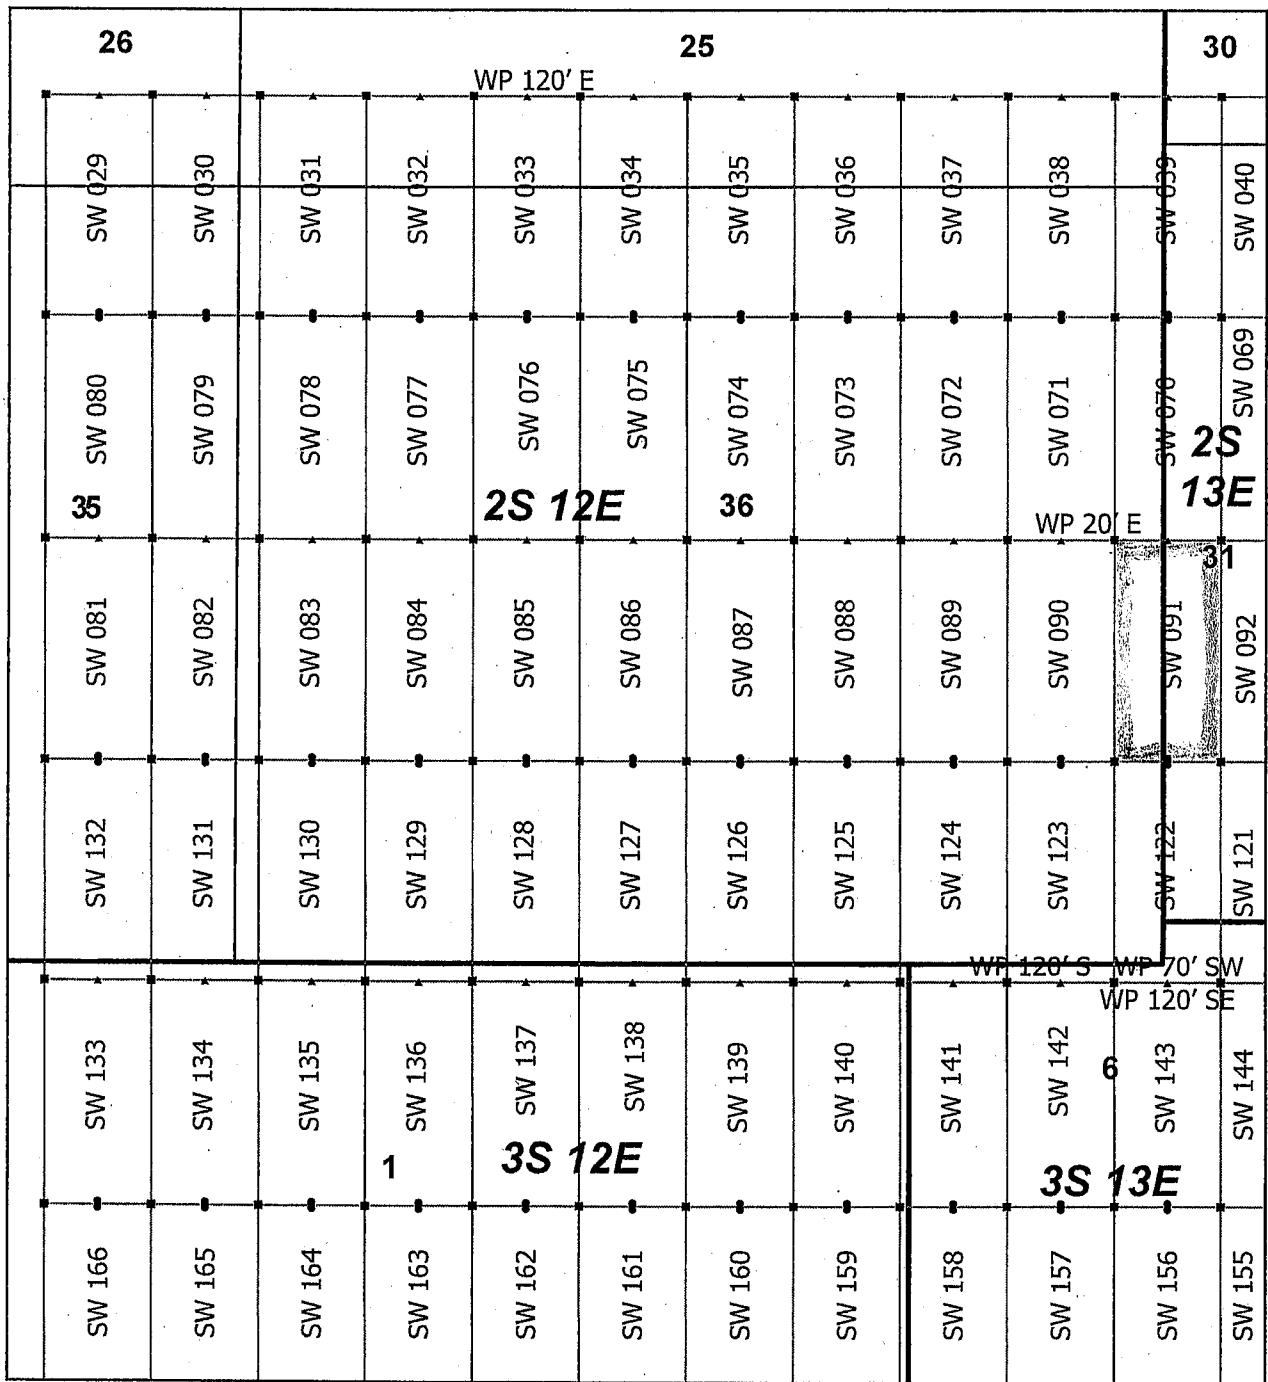 26
25
30
WP 120' E
SW 029
SW 030
SW 031
SW 032
SW 033
SW 034
SW 035
SW 036
SW 037
SW 038
SW 039
SW 040
SW 080
SW 079
SW 078
SW 077
SW 076
SW 075
SW 074
SW 073
SW 072
SW 071
SW 070
SW 069
2S
13E
35
2S 12E
36
WP 20' E
31
SW 081
SW 082
SW 083
SW 084
SW 085
SW 086
SW 087
SW 088
SW 089
SW 090
SW 091
SW 092
SW 132
SW 131
SW 130
SW 129
SW 128
SW 127
SW 126
SW 125
SW 124
SW 123
SW 122
SW 121
WP 120' S
WP 70' SW
WP 120' SE
SW 133
SW 134
SW 135
SW 136
SW 137
SW 138
SW 139
SW 140
SW 141
SW 142
6
SW 143
SW 144
1
3S 12E
3S 13E
SW 166
SW 165
SW 164
SW 163
SW 162
SW 161
SW 160
SW 159
SW 158
SW 157
SW 156
SW 155